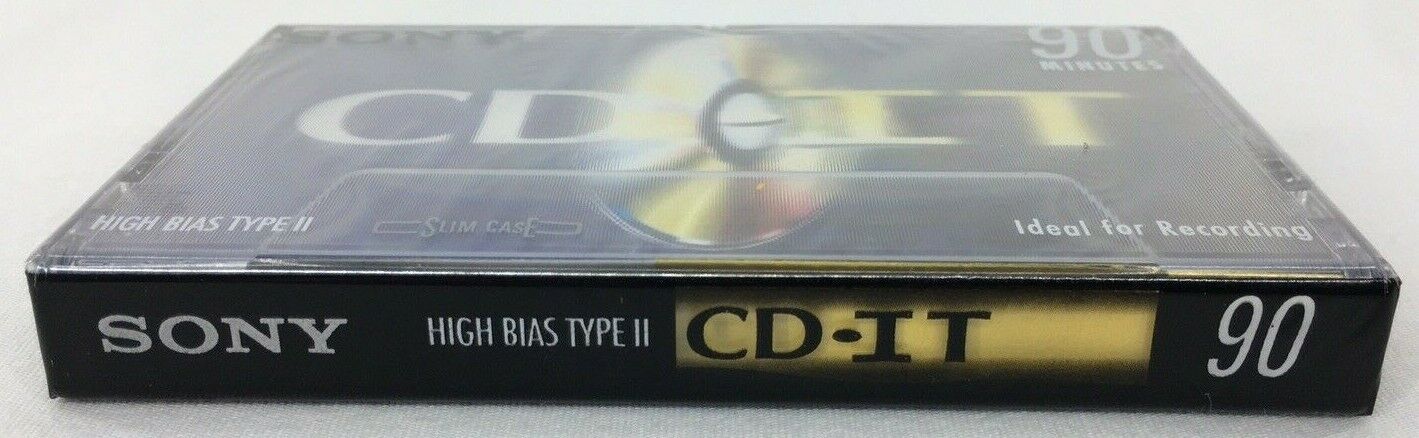 SONY
90
MINUTES
CD·IT
HIGH BIAS TYPE II
SLIM CASE
Ideal for Recording
SONY HIGH BIAS TYPE II CD·IT 90